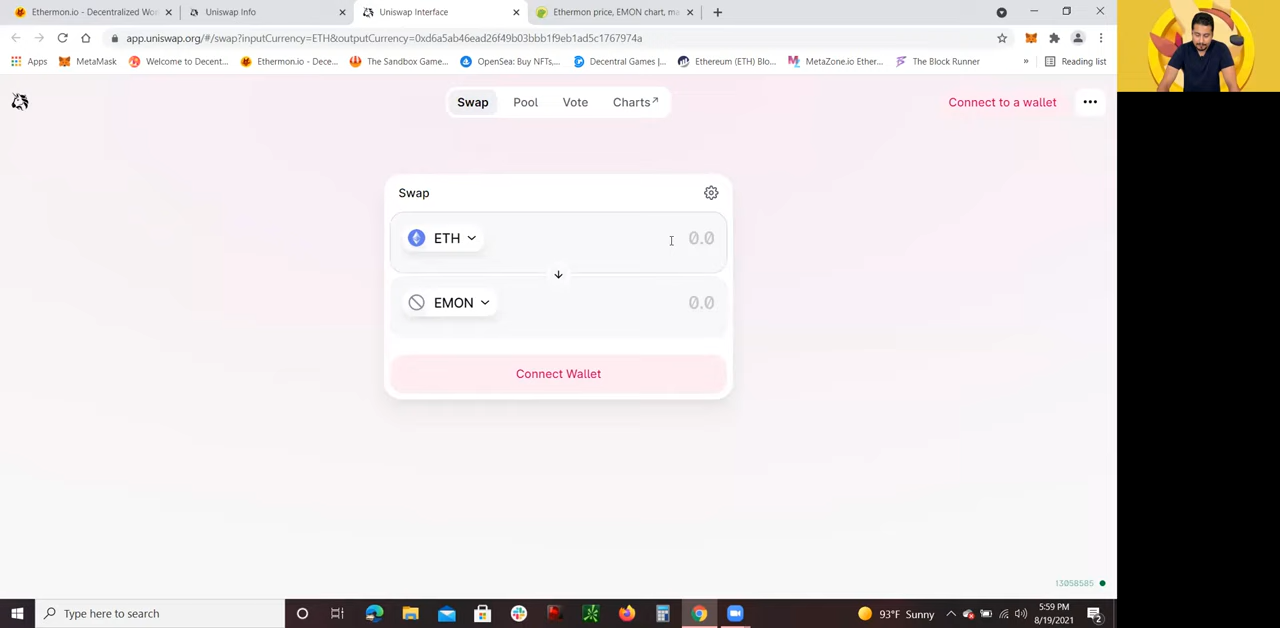 Ethermon.io - Decentralized Wo
Uniswap Info
Uniswap Interface
Ethermon price, EMON chart, ma
app.uniswap.org/#/swap?inputCurrency=ETH&outputCurrency=0xd6a5ab46ead26f49b03bbb1f9eb1ad5c1767974a
Apps
MetaMask
Welcome to Decent...
Ethermon.io - Dece...
The Sandbox Game...
OpenSea: Buy NFTs,...
Decentral Games |...
Ethereum (ETH) Blo...
MetaZone.io Ether...
The Block Runner
»
Reading list
Swap
Pool
Vote
Charts↗
Connect to a wallet
Swap
ETH
0.0
EMON
0.0
Connect Wallet
13058585
Type here to search
93°F Sunny
5:59 PM
8/19/2021
2